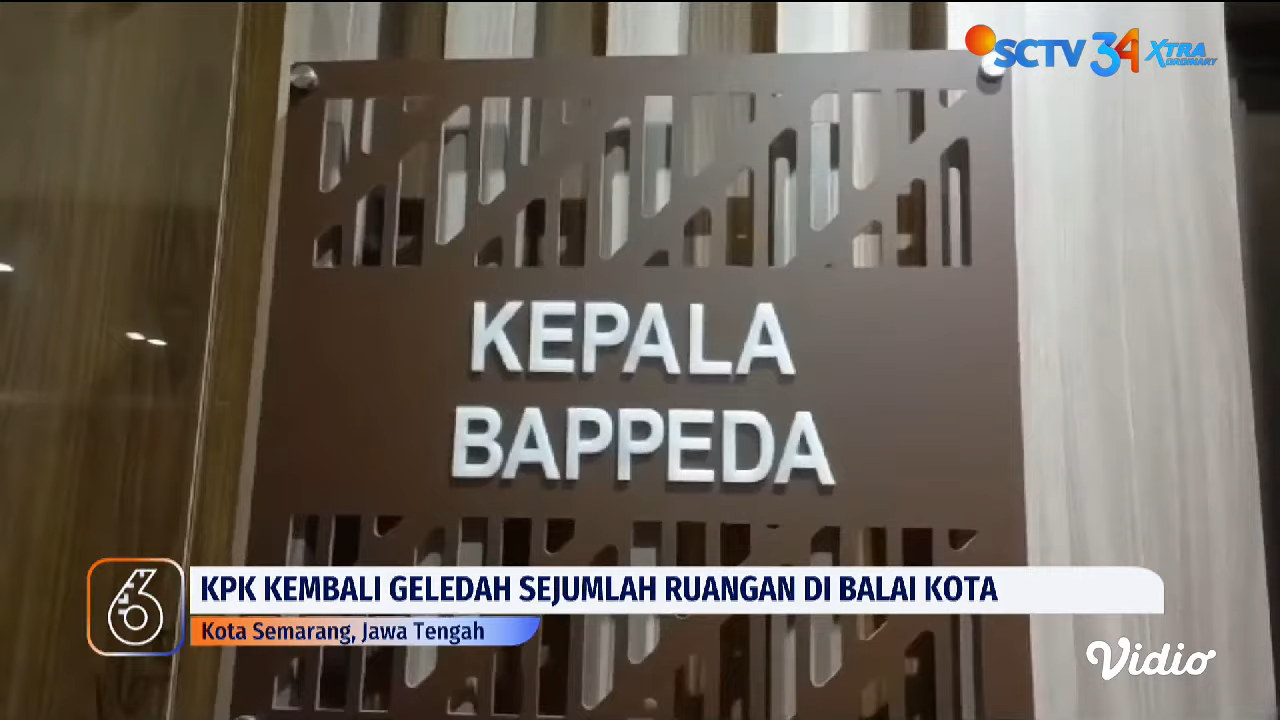 SCTV 34 XTRA
ORDINARY
KEPALA
BAPPEDA
6
KPK KEMBALI GELEDAH SEJUMLAH RUANGAN DI BALAI KOTA
Kota Semarang, Jawa Tengah
Vidio